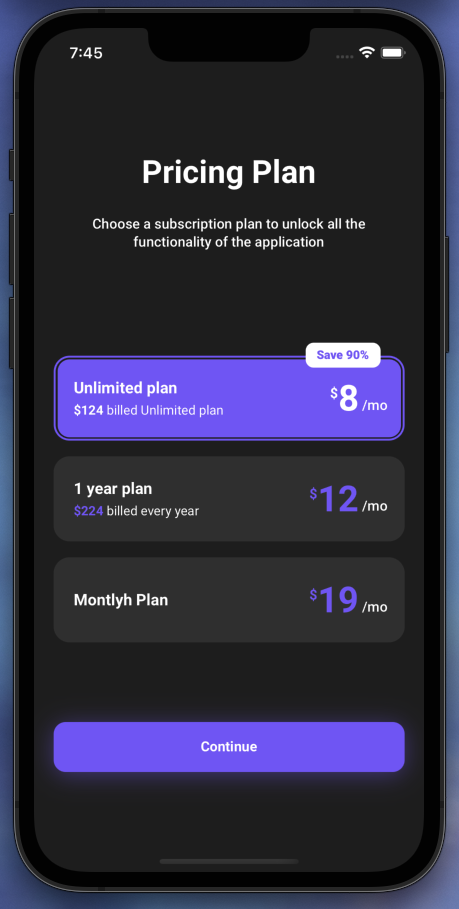 7:45
Pricing Plan
Choose a subscription plan to unlock all the
functionality of the application
Save 90%
Unlimited plan
$124 billed Unlimited plan
$8 /mo
1 year plan
$224 billed every year
$12 /mo
Montlyh Plan
$19 /mo
Continue